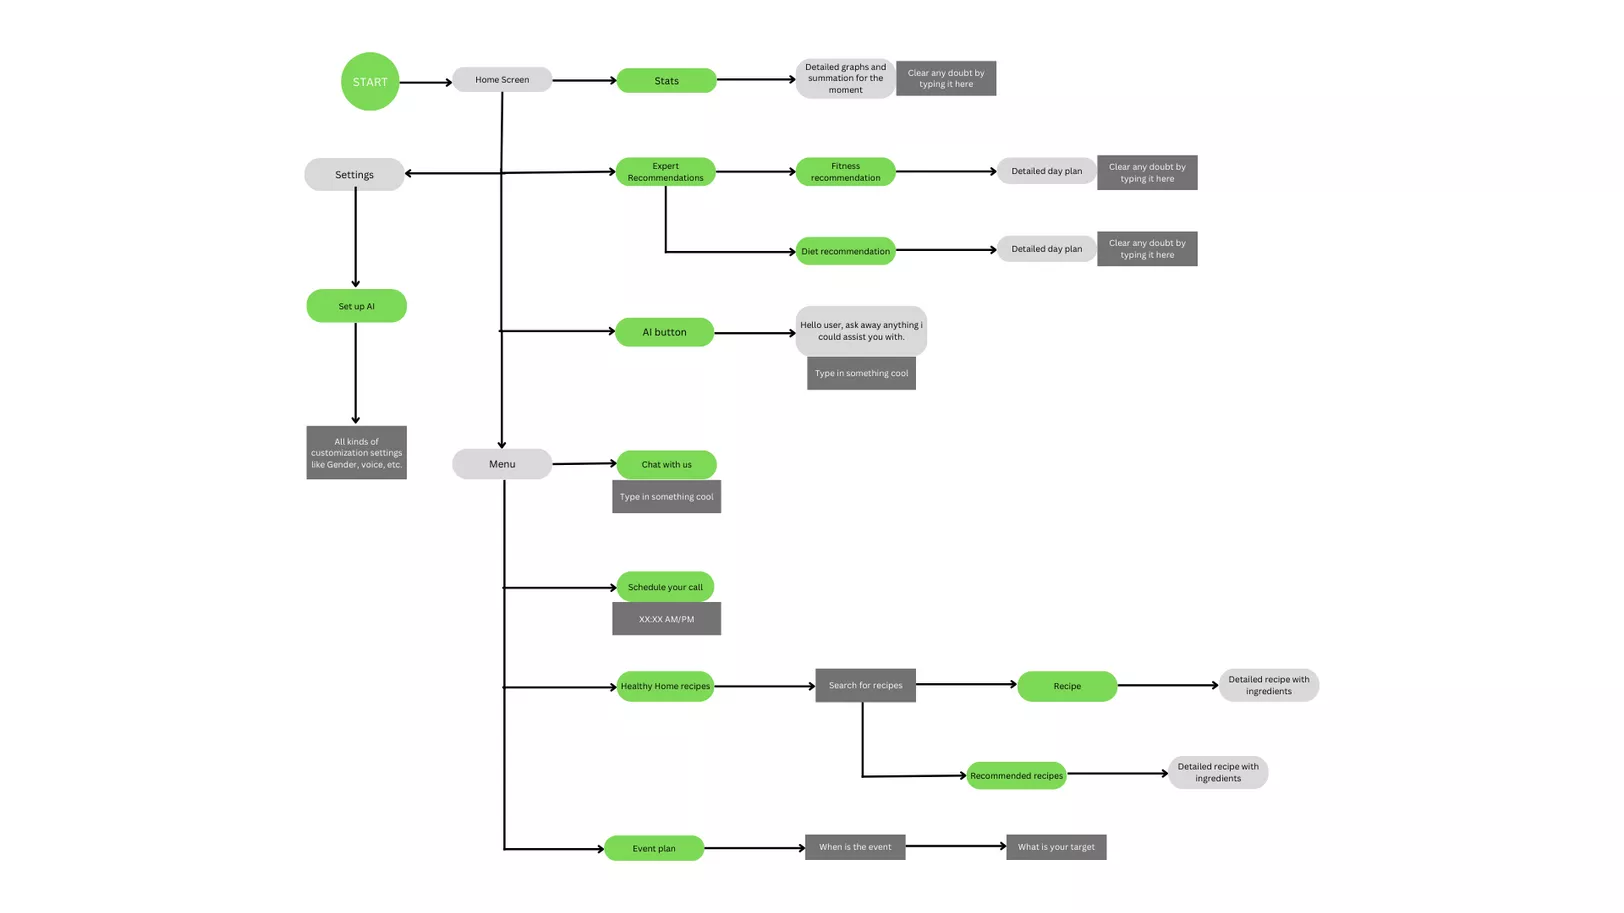 START
Home Screen
Stats
Detailed graphs and
summation for the
moment
Clear any doubt by
typing it here
Settings
Expert
Recommendations
Fitness
recommendation
Detailed day plan
Clear any doubt by
typing it here
Diet recommendation
Detailed day plan
Clear any doubt by
typing it here
Set up AI
AI button
Hello user, ask away anything i
could assist you with.
Type in something cool
All kinds of
customization settings
like Gender, voice, etc.
Menu
Chat with us
Type in something cool
Schedule your call
XX:XX AM/PM
Healthy Home recipes
Search for recipes
Recipe
Detailed recipe with
ingredients
Recommended recipes
Detailed recipe with
ingredients
Event plan
When is the event
What is your target